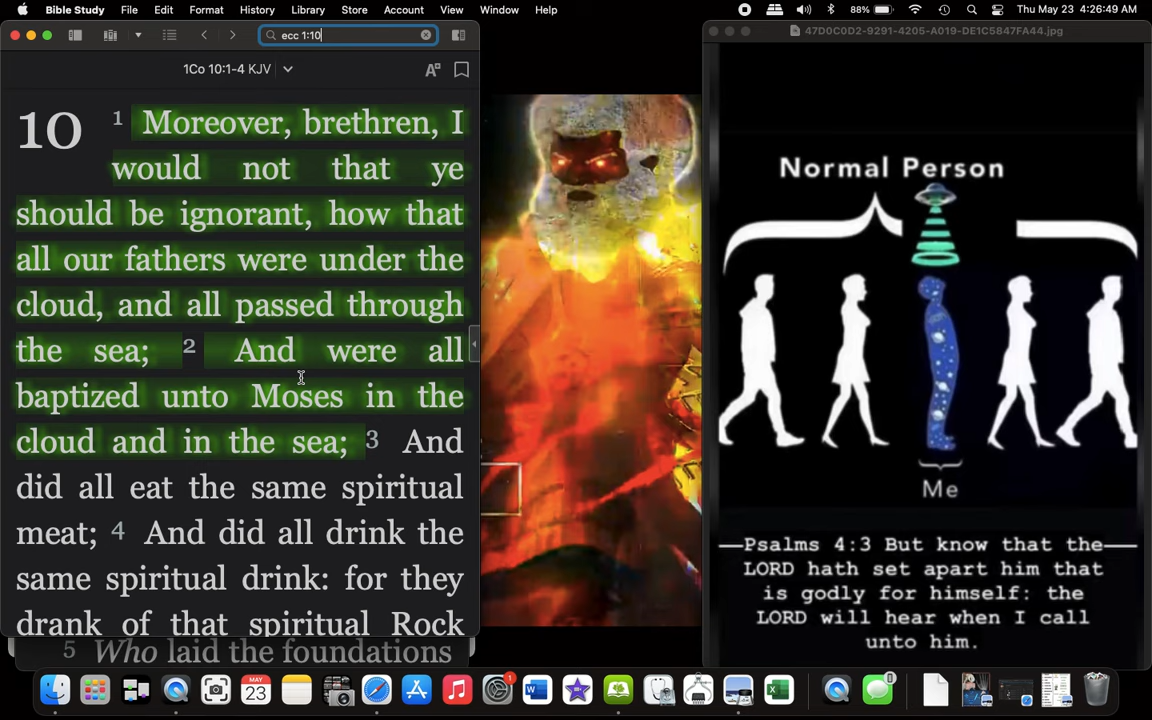 Bible Study File Edit Format History Library Store Account View Window Help 88% Thu May 23 4:26:49 AM
ecc 1:10
47D0C0D2-9291-4205-A019-DE1C5847FA44.jpg
1Co 10:1-4 KJV
10 1 Moreover, brethren, I
would not that ye
should be ignorant, how that
all our fathers were under the
cloud, and all passed through
the sea; 2 And were all
baptized unto Moses in the
cloud and in the sea; 3 And
did all eat the same spiritual
meat; 4 And did all drink the
same spiritual drink: for they
drank of that spiritual Rock
5 Who laid the foundations
Normal Person
Me
Psalms 4:3 But know that the
LORD hath set apart him that
is godly for himself: the
LORD will hear when I call
unto him.
MAY
23
1